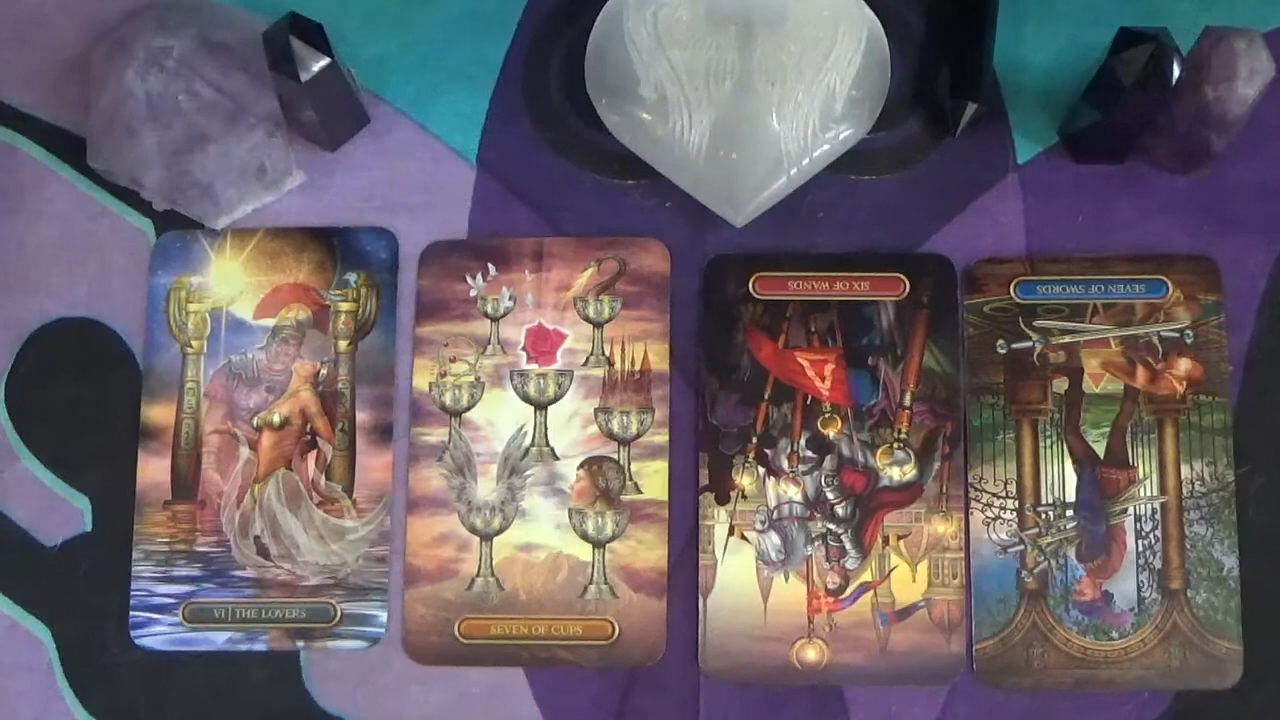 SIX OF WANDS
SEVEN OF SWORDS
VI | THE LOVERS
SEVEN OF CUPS